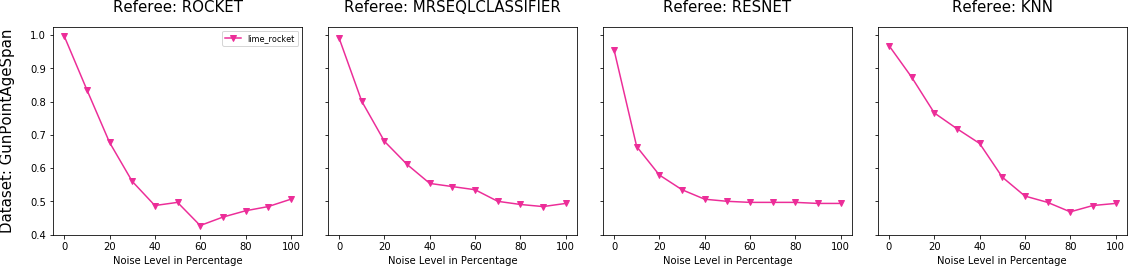 Referee: ROCKET
Referee: MRSEQLCLASSIFIER
Referee: RESNET
Referee: KNN
Dataset: GunPointAgeSpan
1.0
0.9
0.8
0.7
0.6
0.5
0.4
lime_rocket
0 20 40 60 80 100
0 20 40 60 80 100
0 20 40 60 80 100
0 20 40 60 80 100
Noise Level in Percentage
Noise Level in Percentage
Noise Level in Percentage
Noise Level in Percentage